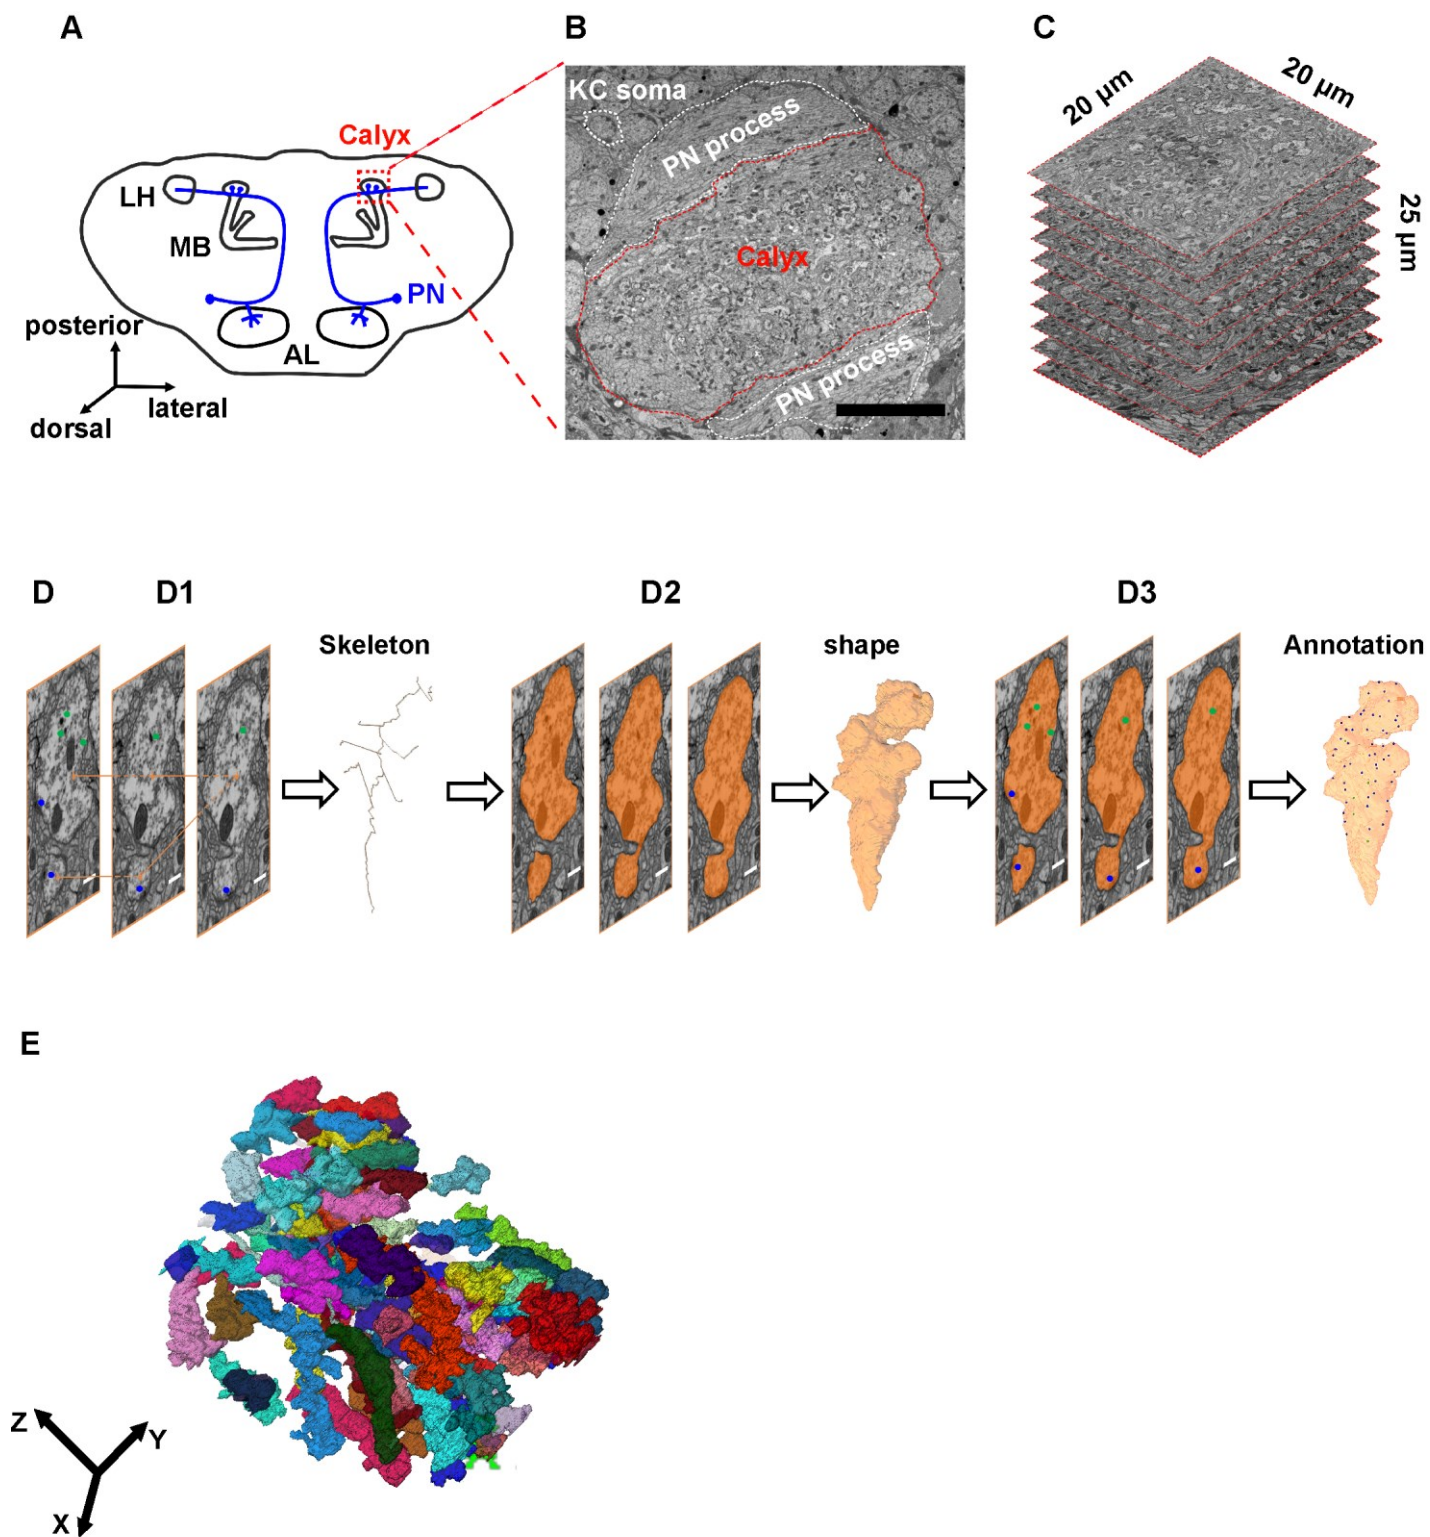 A
B
C
Calyx
LH
MB
PN
AL
posterior
lateral
dorsal
KC soma
PN process
Calyx
PN process
20 µm
20 µm
25 µm
D
D1
D2
D3
Skeleton
shape
Annotation
E
Z
Y
X